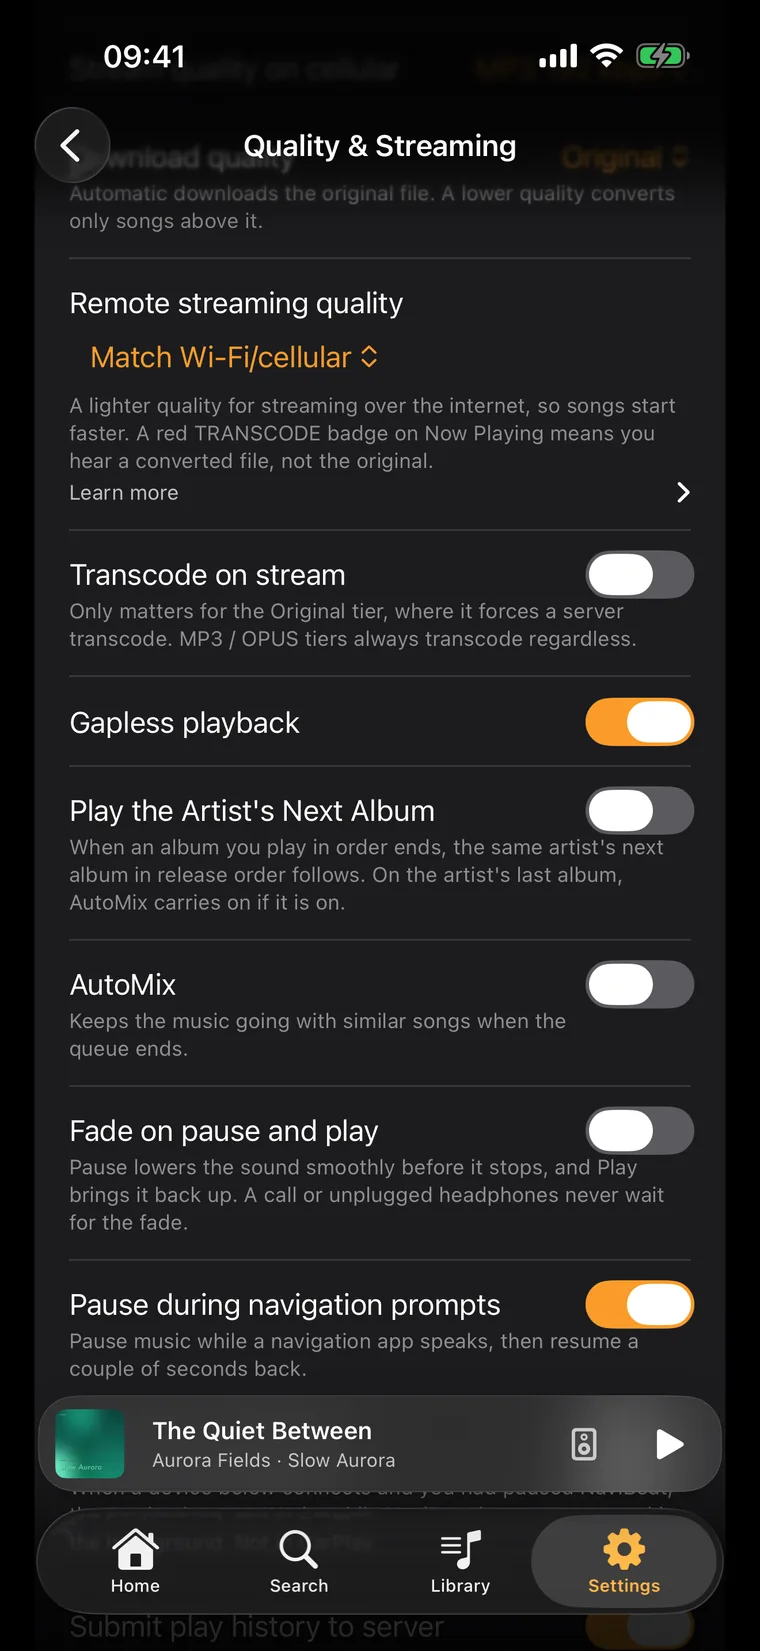 09:41
Quality & Streaming
Download quality
Original
Automatic downloads the original file. A lower quality converts
only songs above it.
Remote streaming quality
Match Wi-Fi/cellular
A lighter quality for streaming over the internet, so songs start
faster. A red TRANSCODE badge on Now Playing means you
hear a converted file, not the original.
Learn more
Transcode on stream
Only matters for the Original tier, where it forces a server
transcode. MP3 / OPUS tiers always transcode regardless.
Gapless playback
Play the Artist's Next Album
When an album you play in order ends, the same artist's next
album in release order follows. On the artist's last album,
AutoMix carries on if it is on.
AutoMix
Keeps the music going with similar songs when the
queue ends.
Fade on pause and play
Pause lowers the sound smoothly before it stops, and Play
brings it back up. A call or unplugged headphones never wait
for the fade.
Pause during navigation prompts
Pause music while a navigation app speaks, then resume a
couple of seconds back.
The Quiet Between
Aurora Fields · Slow Aurora
Home
Search
Library
Settings
Submit play history to server